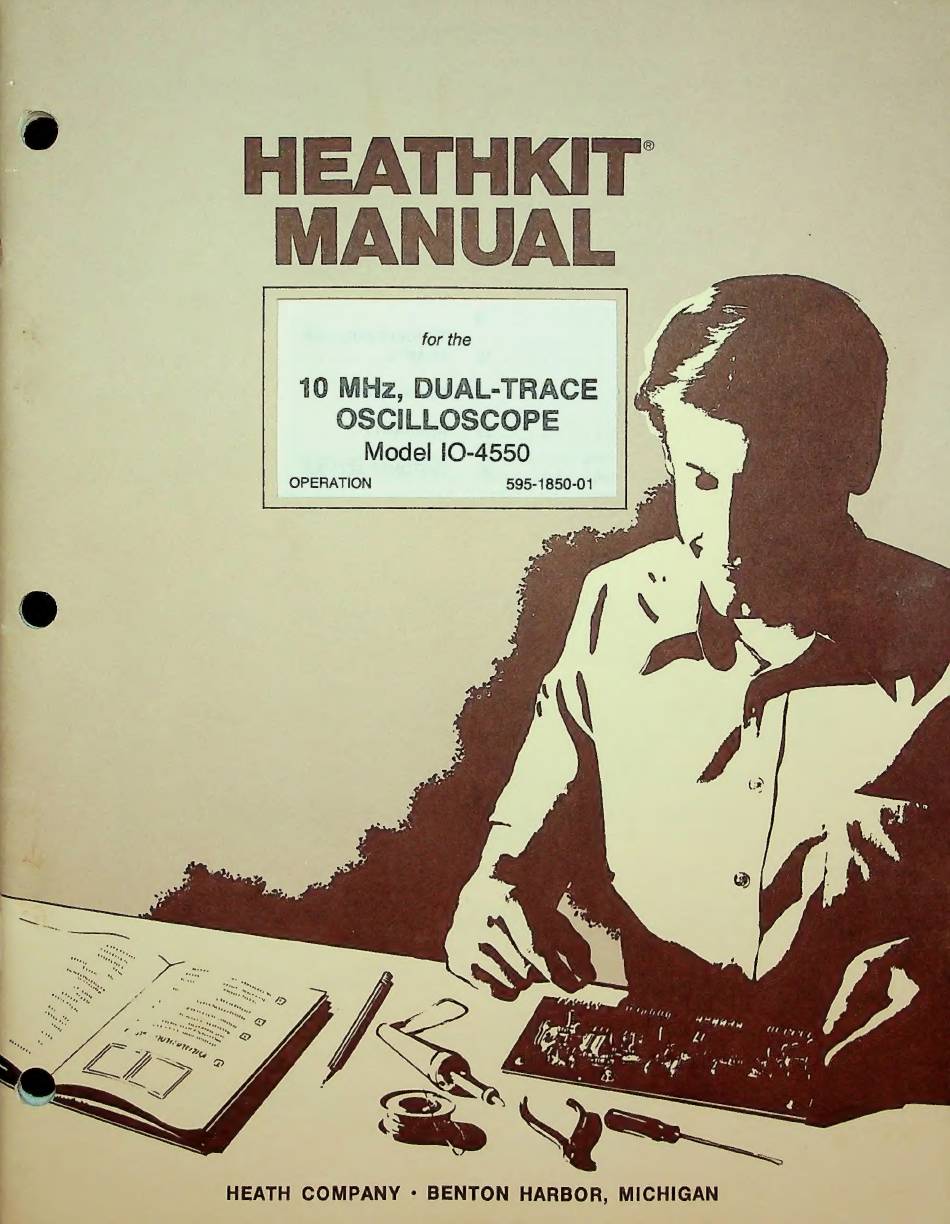 HEATHKIT®
MANUAL
for the
10 MHz, DUAL-TRACE
OSCILLOSCOPE
Model IO-4550
OPERATION 595-1850-01
HEATH COMPANY • BENTON HARBOR, MICHIGAN